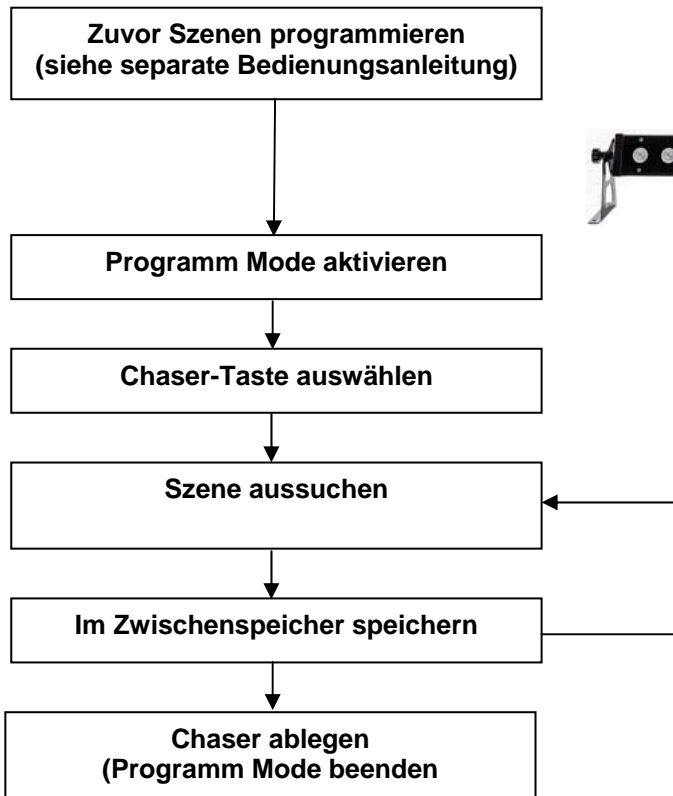 Zuvor Szenen programmieren
(siehe separate Bedienungsanleitung)
Programm Mode aktivieren
Chaser-Taste auswählen
Szene aussuchen
Im Zwischenspeicher speichern
Chaser ablegen
(Programm Mode beenden